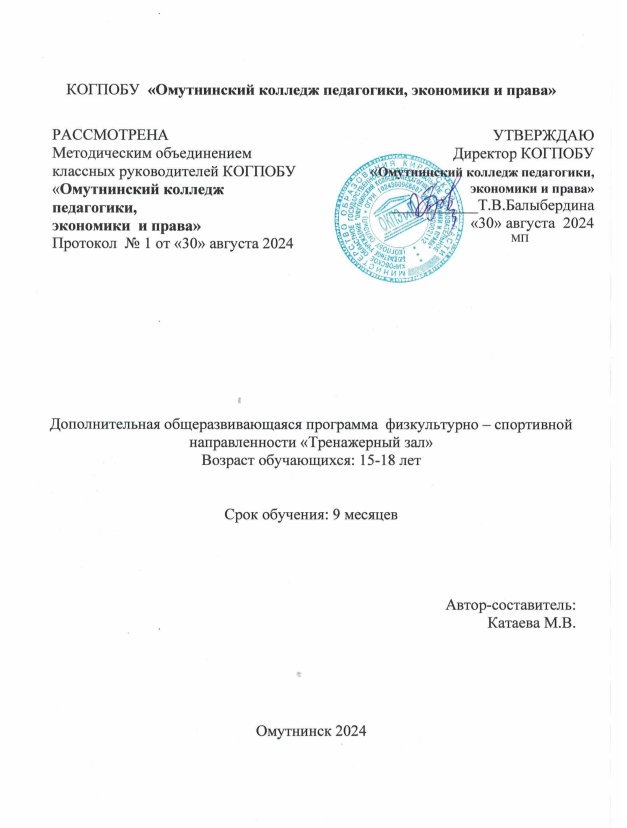 КОГПОБУ «Омутнинский колледж педагогики, экономики и права»
РАССМОТРЕНА
Методическим объединением
классных руководителей КОГПОБУ
«Омутнинский колледж
педагогики,
экономики и права»
Протокол № 1 от «30» августа 2024
УТВЕРЖДАЮ
Директор КОГПОБУ
«Омутнинский колледж педагогики,
экономики и права»
Т.В.Балыбердина
«30» августа 2024
МП
Дополнительная общеразвивающаяся программа физкультурно – спортивной
направленности «Тренажерный зал»
Возраст обучающихся: 15-18 лет
Срок обучения: 9 месяцев
Автор-составитель:
Катаева М.В.
Омутнинск 2024